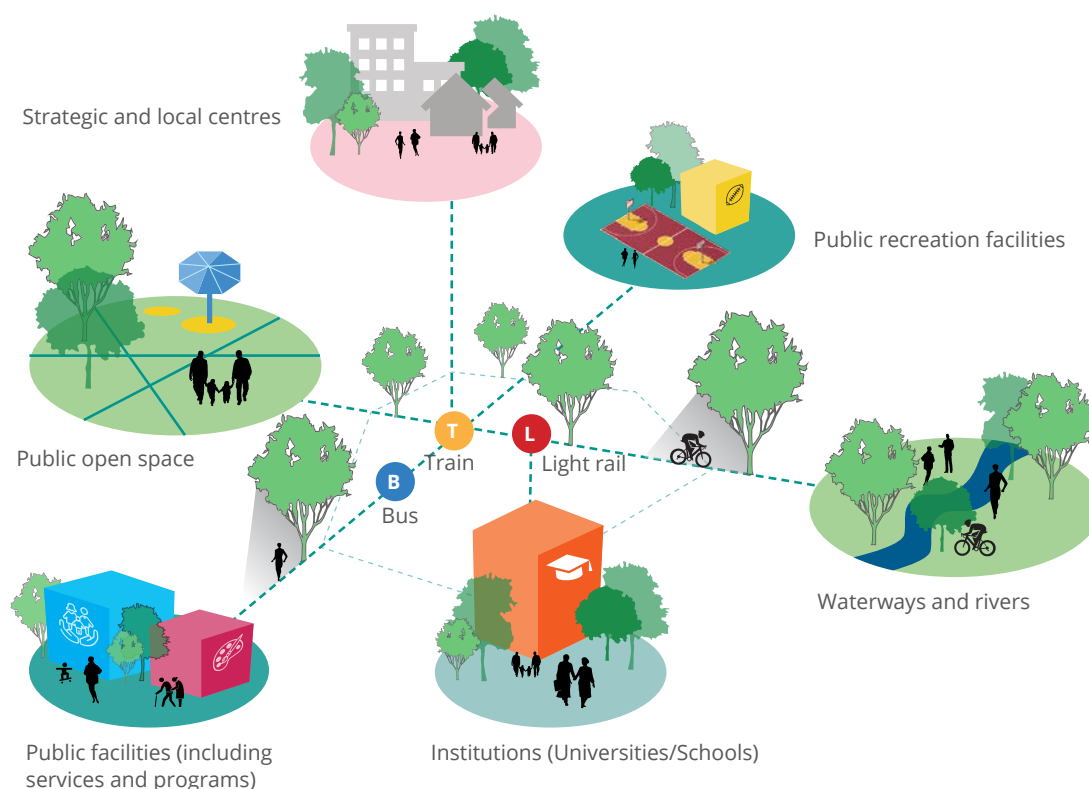 Strategic and local centres
Public recreation facilities
Public open space
T
Train
L
Light rail
B
Bus
Waterways and rivers
Public facilities (including
services and programs)
Institutions (Universities/Schools)